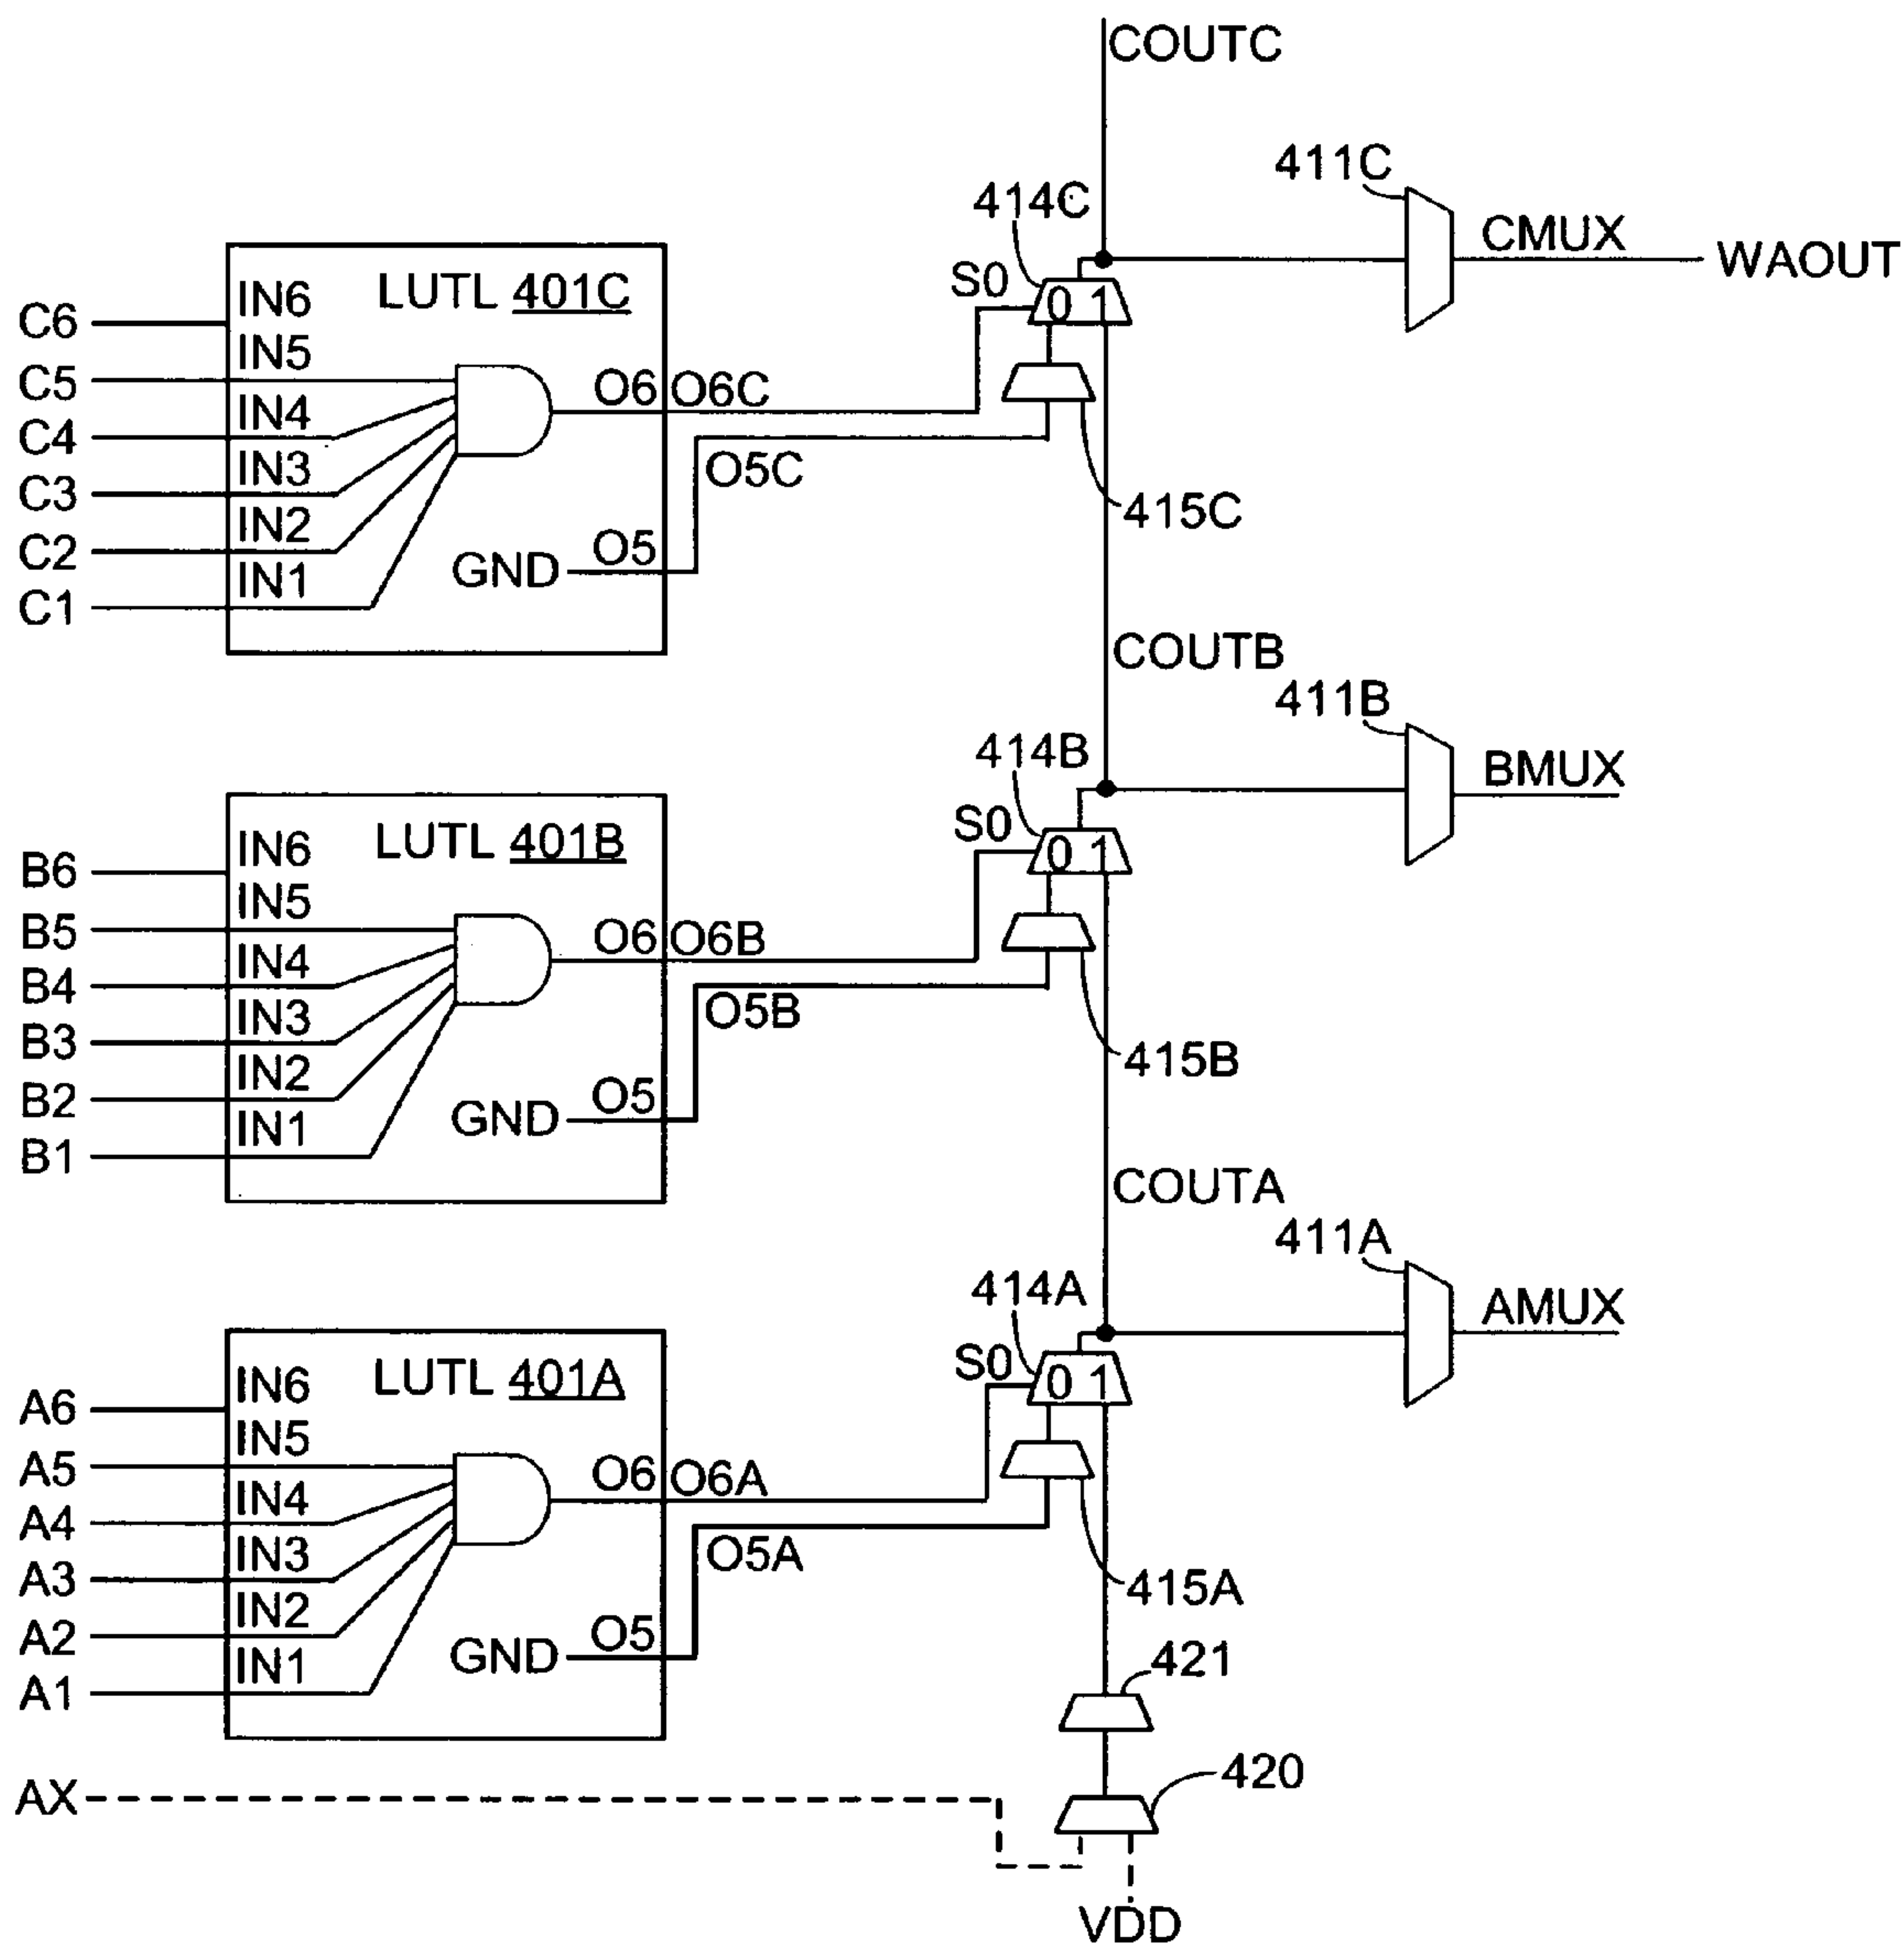 COUTC
411C
414C
CMUX
WAOUT
S0
0 1
LUTL 401C
C6
IN6
C5
IN5
C4
IN4
C3
IN3
C2
IN2
C1
IN1
O6
O6C
O5C
GND
O5
415C
COUTB
411B
414B
BMUX
S0
0 1
LUTL 401B
B6
IN6
B5
IN5
B4
IN4
B3
IN3
B2
IN2
B1
IN1
O6
O6B
O5B
GND
O5
415B
COUTA
411A
414A
AMUX
S0
0 1
LUTL 401A
A6
IN6
A5
IN5
A4
IN4
A3
IN3
A2
IN2
A1
IN1
O6
O6A
O5A
GND
O5
415A
421
420
AX
VDD